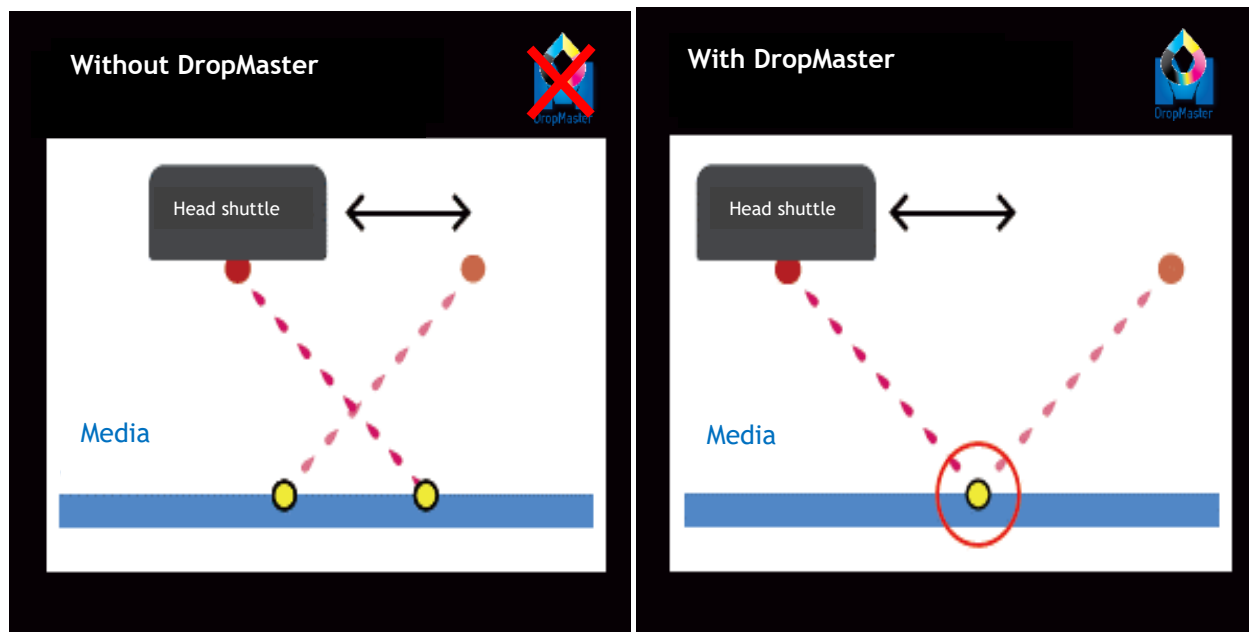 Without DropMaster
DropMaster
Head shuttle
Media
With DropMaster
DropMaster
Head shuttle
Media